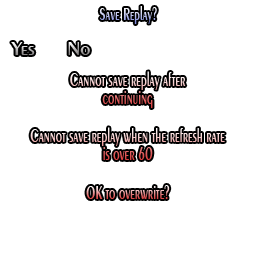 Save Replay?
Yes No
Cannot save replay after
continuing
Cannot save replay when the refresh rate
is over 60
OK to overwrite?